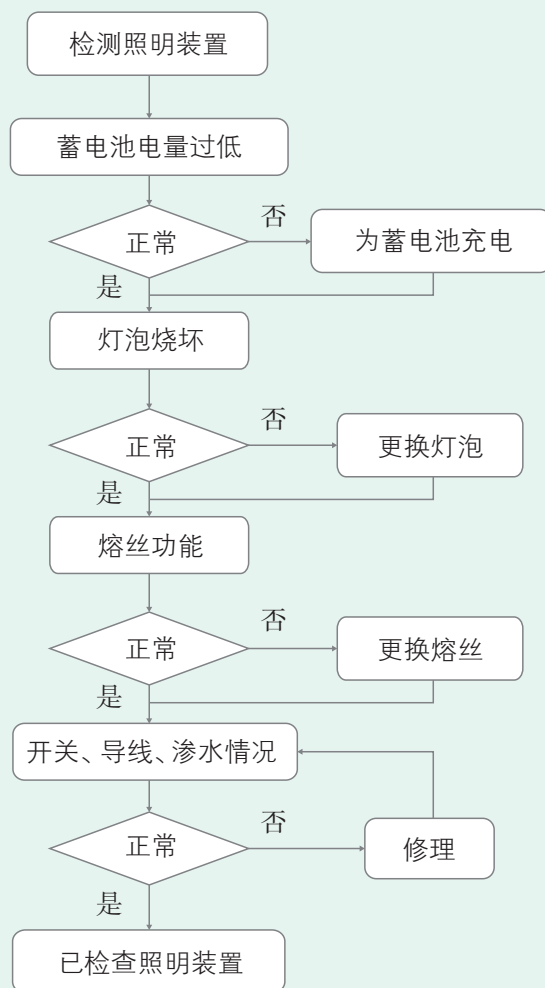 检测照明装置
蓄电池电量过低
正常
否
为蓄电池充电
是
灯泡烧坏
正常
否
更换灯泡
是
熔丝功能
正常
否
更换熔丝
是
开关、导线、渗水情况
正常
否
修理
是
已检查照明装置